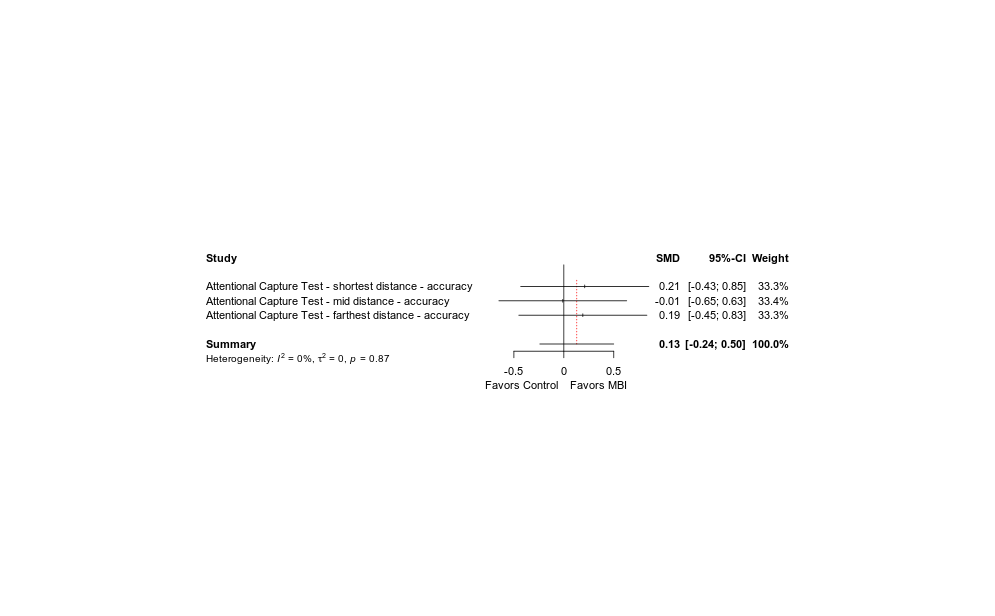 Study SMD 95%-CI Weight
Attentional Capture Test - shortest distance - accuracy 0.21 [-0.43; 0.85] 33.3%
Attentional Capture Test - mid distance - accuracy -0.01 [-0.65; 0.63] 33.4%
Attentional Capture Test - farthest distance - accuracy 0.19 [-0.45; 0.83] 33.3%
Summary 0.13 [-0.24; 0.50] 100.0%
Heterogeneity: I² = 0%, τ² = 0, p = 0.87
-0.5 0 0.5
Favors Control Favors MBI